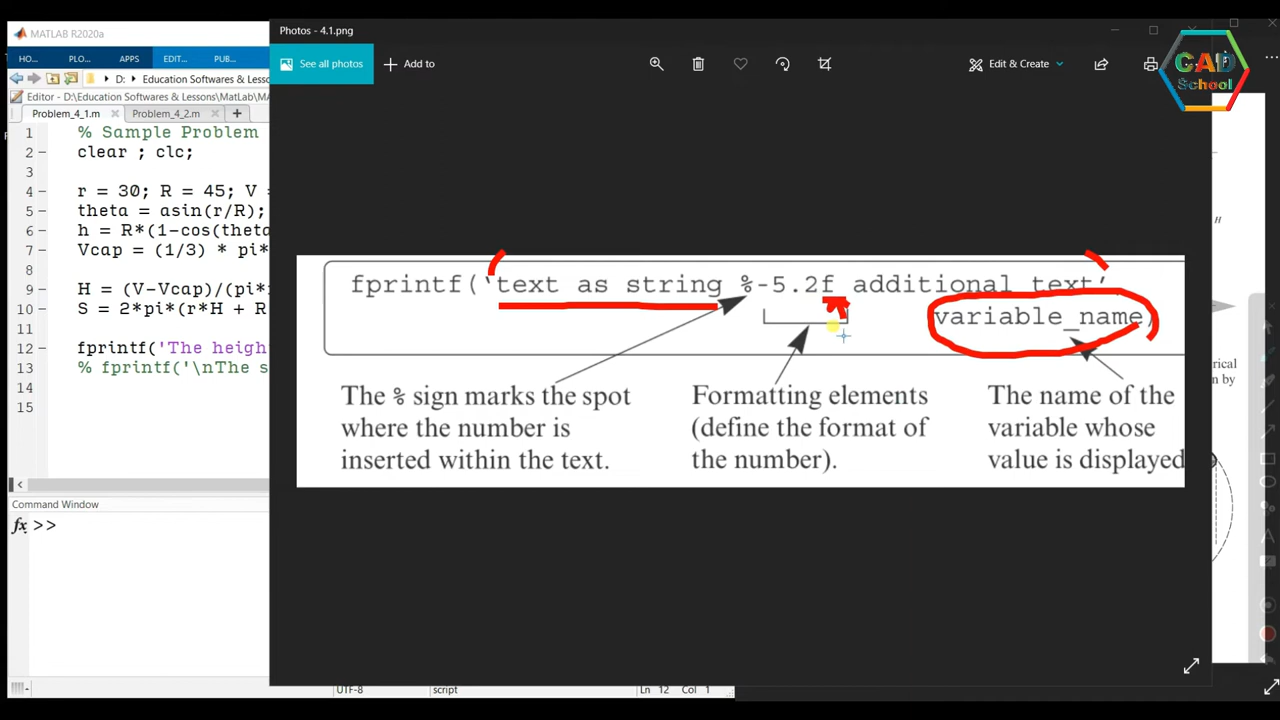 MATLAB R2020a
HO... PLO... APPS EDIT... PUB...
D: Education Softwares & Lesson
Editor - D:\Education Softwares & Lessons\MatLab\MA
Problem_4_1.m Problem_4_2.m
1 % Sample Problem
2 clear ; clc;
4 r = 30; R = 45; V =
5 theta = asin(r/R);
6 h = R*(1-cos(theta
7 Vcap = (1/3) * pi*
9 H = (V-Vcap)/(pi*
10 S = 2*pi*(r*H + R
12 fprintf('The heigh
13 % fprintf('\nThe s
15
Command Window
fx >>
Photos - 4.1.png
See all photos
Add to
Edit & Create
CAD
School
fprintf(‘text as string %-5.2f additional text’
variable_name)
The % sign marks the spot
where the number is
inserted within the text.
Formatting elements
(define the format of
the number).
The name of the
variable whose
value is displayed
H
rical
n by
UTF-8 script Ln 12 Col 1